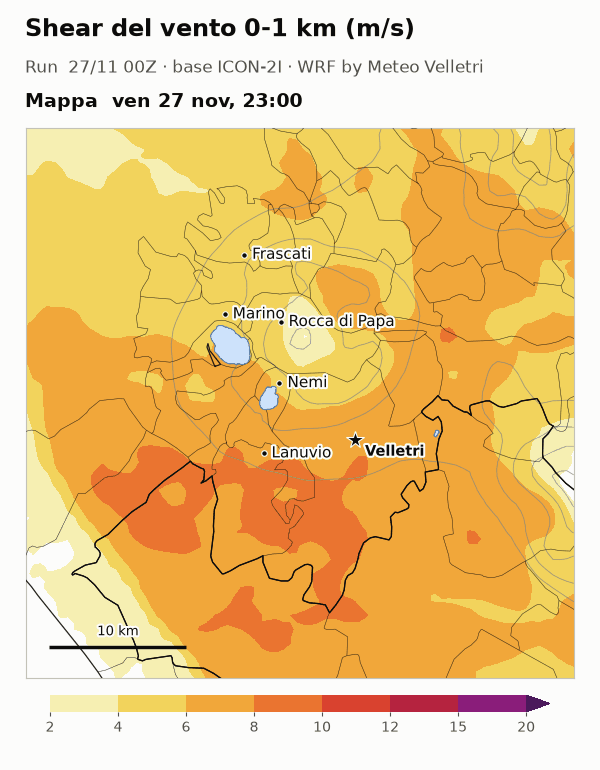 Shear del vento 0-1 km (m/s)
Run  27/11 00Z · base ICON-2I · WRF by Meteo Velletri
Mappa  ven 27 nov, 23:00
Frascati
Marino
Rocca di Papa
Nemi
Velletri
Lanuvio
10 km
2 4 6 8 10 12 15 20